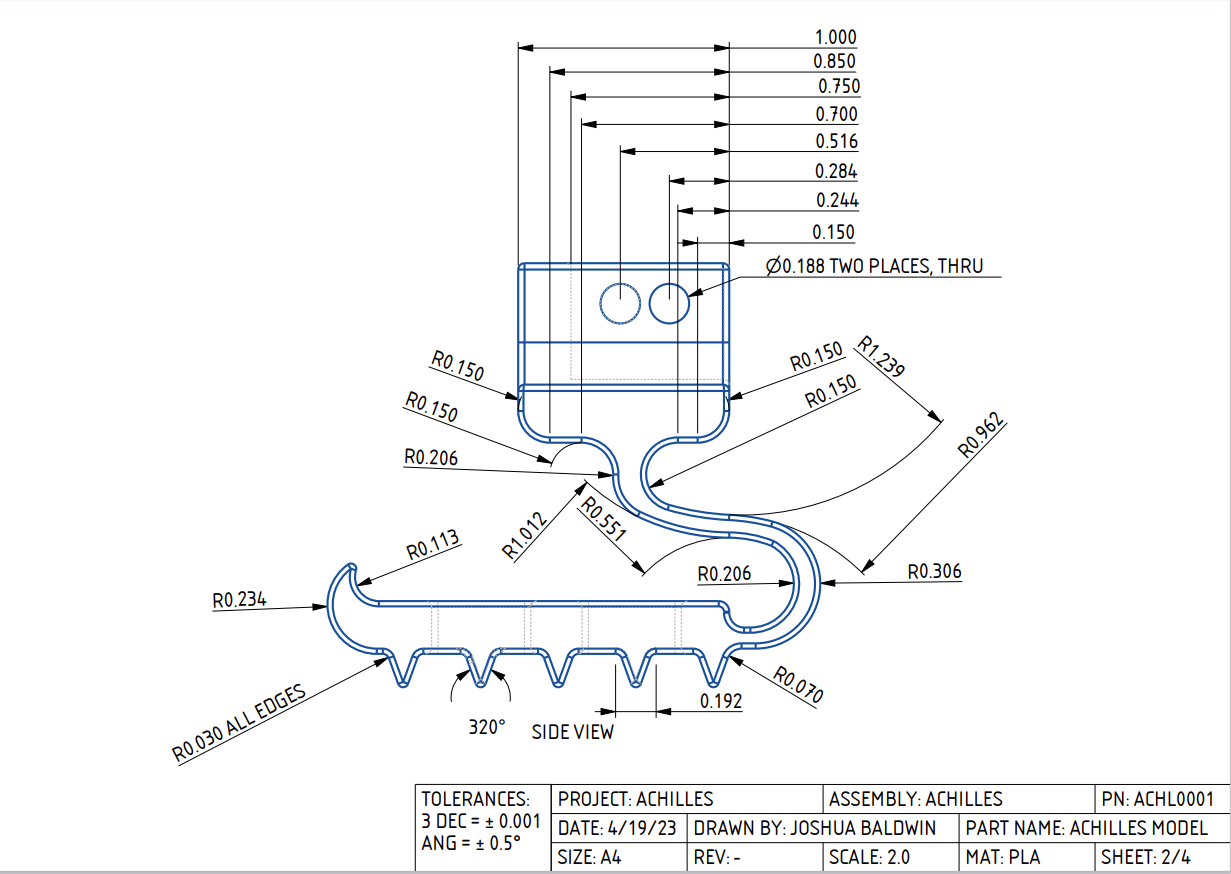 1.000
0.850
0.750
0.700
0.516
0.284
0.244
0.150
Ø0.188 TWO PLACES, THRU
R0.150
R0.150
R0.206
R0.150
R0.150
R1.239
R0.962
R1.012
R0.551
R0.113
R0.234
R0.206
R0.306
R0.070
0.192
R0.030 ALL EDGES
320°
SIDE VIEW
TOLERANCES:
3 DEC = ± 0.001
ANG = ± 0.5°
PROJECT: ACHILLES
ASSEMBLY: ACHILLES
PN: ACHL0001
DATE: 4/19/23
DRAWN BY: JOSHUA BALDWIN
PART NAME: ACHILLES MODEL
SIZE: A4
REV: -
SCALE: 2.0
MAT: PLA
SHEET: 2/4